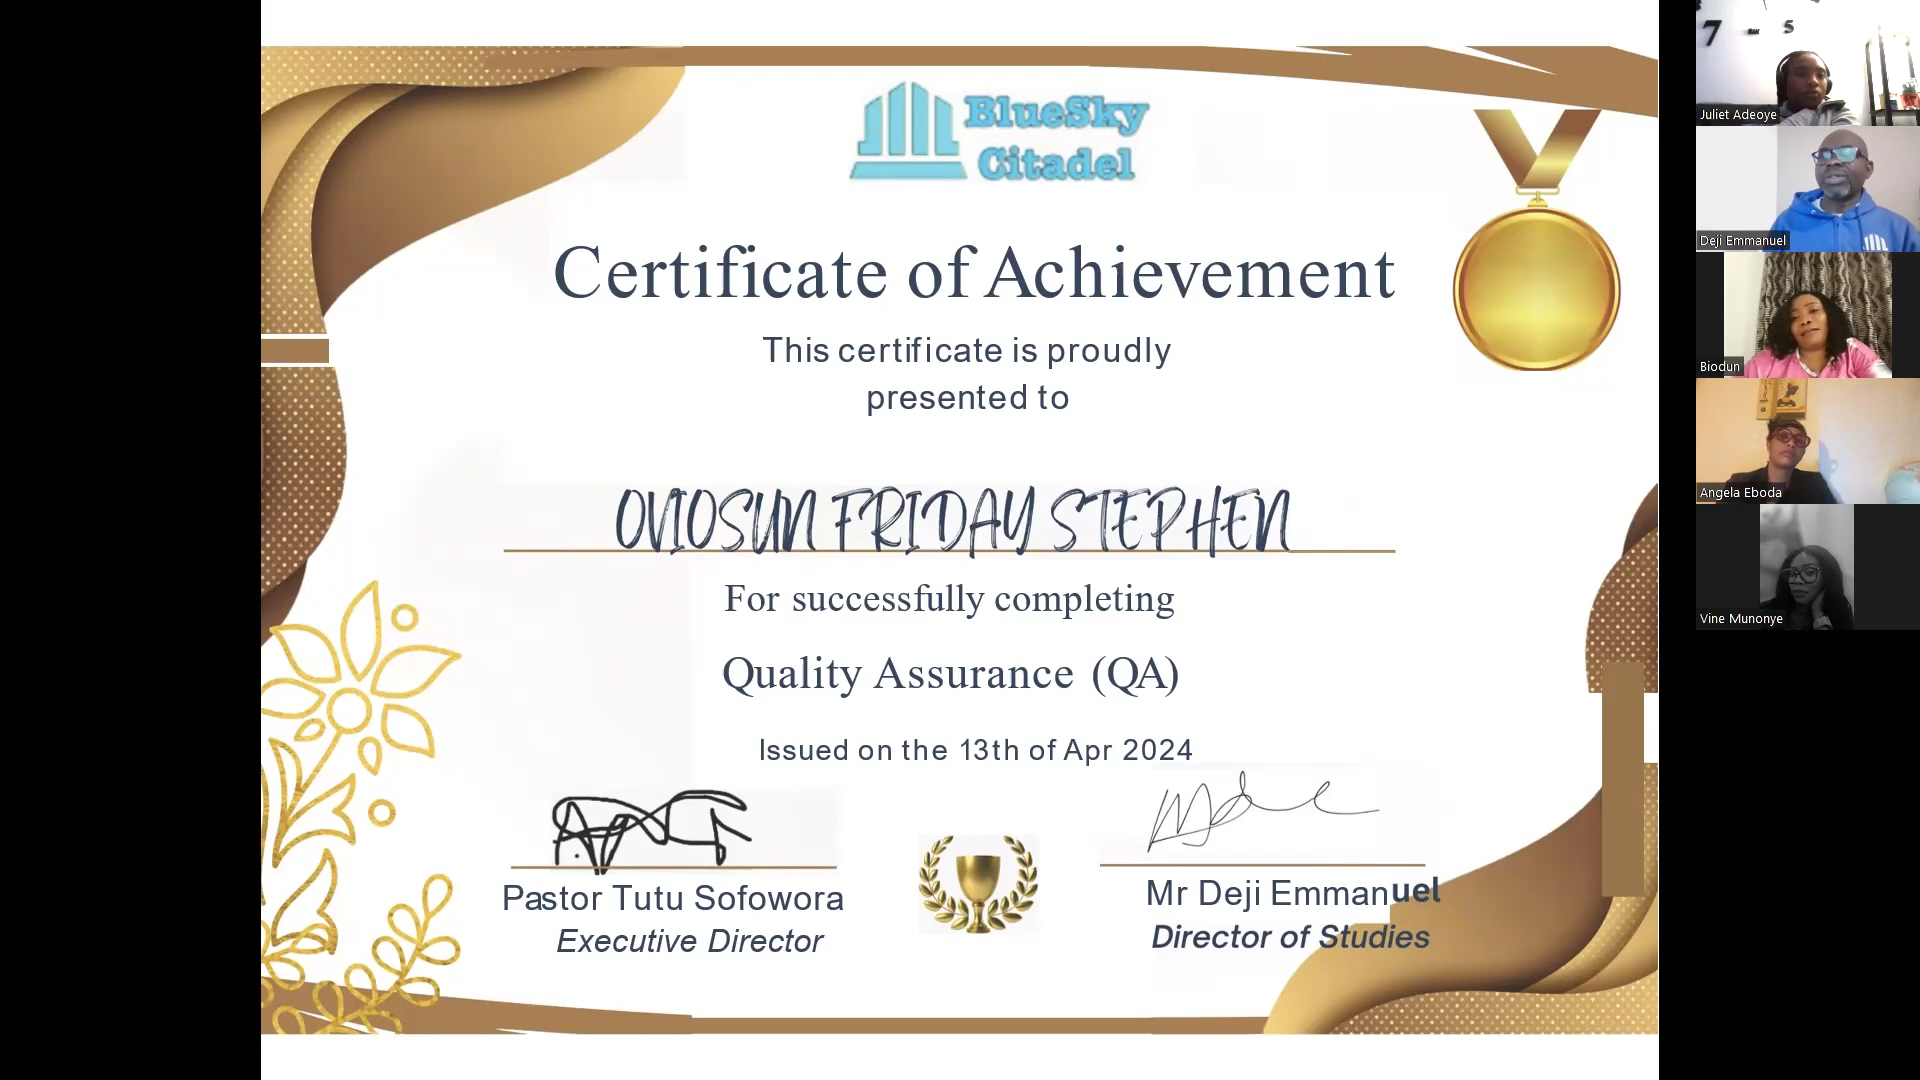 BlueSky
Citadel
Certificate of Achievement
This certificate is proudly
presented to
OVIOSUN FRIDAY STEPHEN
For successfully completing
Quality Assurance (QA)
Issued on the 13th of Apr 2024
Pastor Tutu Sofowora
Executive Director
Mr Deji Emmanuel
Director of Studies
7 5
Juliet Adeoye
Deji Emmanuel
Biodun
Angela Eboda
Vine Munonye